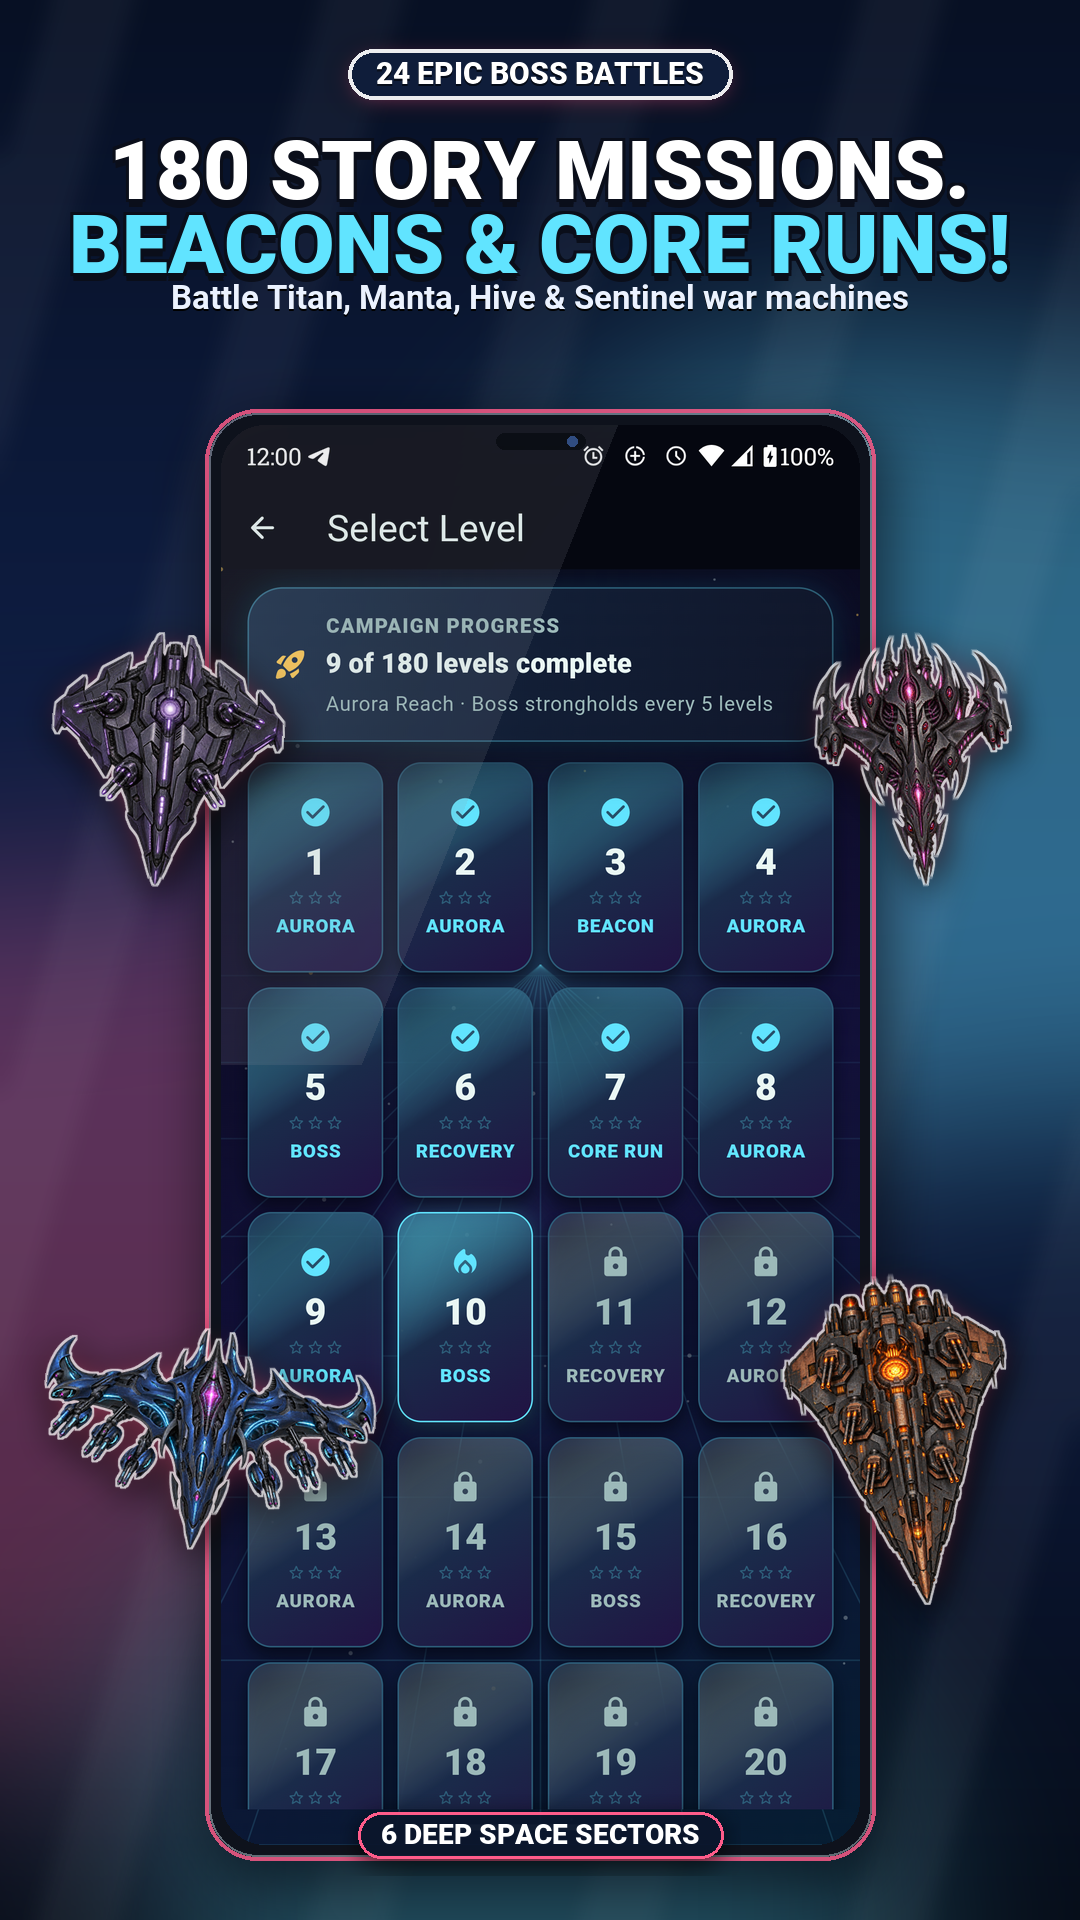 24 EPIC BOSS BATTLES
180 STORY MISSIONS.
BEACONS & CORE RUNS!
Battle Titan, Manta, Hive & Sentinel war machines
12:00 100%
Select Level
CAMPAIGN PROGRESS
9 of 180 levels complete
Aurora Reach · Boss strongholds every 5 levels
1 2 3 4
AURORA AURORA BEACON AURORA
5 6 7 8
BOSS RECOVERY CORE RUN AURORA
9 10 11 12
AURORA BOSS RECOVERY AURO
13 14 15 16
AURORA AURORA BOSS RECOVERY
17 18 19 20
6 DEEP SPACE SECTORS